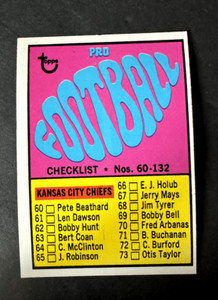 Topps
PRO
FOOTBALL
CHECKLIST • Nos. 60-132
KANSAS CITY CHIEFS
60 Pete Beathard
61 Len Dawson
62 Bobby Hunt
63 Bert Coan
64 C. McClinton
65 J. Robinson
66 E. J. Holub
67 Jerry Mays
68 Jim Tyrer
69 Bobby Bell
70 Fred Arbanas
71 B. Buchanan
72 C. Burford
73 Otis Taylor